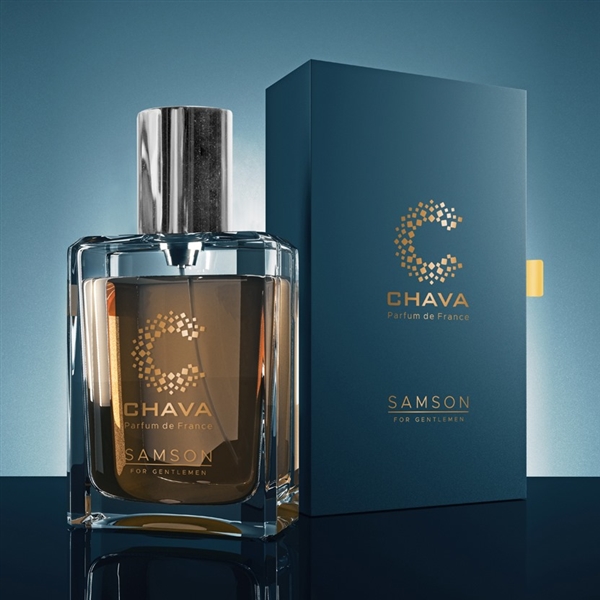 CHAVA
Parfum de France
SAMSON
FOR GENTLEMEN
CHAVA
Parfum de France
SAMSON
FOR GENTLEMEN